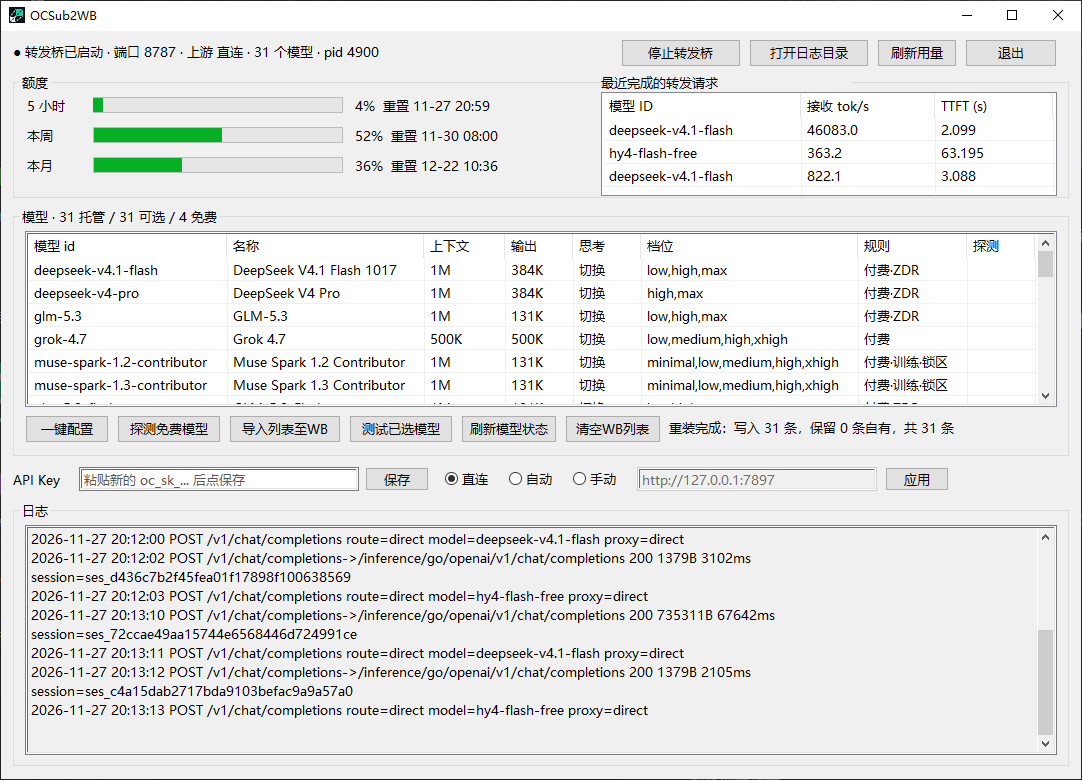 OCSub2WB
● 转发桥已启动 · 端口 8787 · 上游 直连 · 31 个模型 · pid 4900
停止转发桥 打开日志目录 刷新用量 退出
额度
5 小时 4% 重置 11-27 20:59
本周 52% 重置 11-30 08:00
本月 36% 重置 12-22 10:36
最近完成的转发请求
模型 ID 接收 tok/s TTFT (s)
deepseek-v4.1-flash 46083.0 2.099
hy4-flash-free 363.2 63.195
deepseek-v4.1-flash 822.1 3.088
模型 · 31 托管 / 31 可选 / 4 免费
模型 id 名称 上下文 输出 思考 档位 规则 探测
deepseek-v4.1-flash DeepSeek V4.1 Flash 1017 1M 384K 切换 low,high,max 付费·ZDR
deepseek-v4-pro DeepSeek V4 Pro 1M 384K 切换 high,max 付费·ZDR
glm-5.3 GLM-5.3 1M 131K 切换 low,high,max 付费·ZDR
grok-4.7 Grok 4.7 500K 500K 切换 low,medium,high,xhigh 付费
muse-spark-1.2-contributor Muse Spark 1.2 Contributor 1M 131K 切换 minimal,low,medium,high,xhigh 付费·训练·锁区
muse-spark-1.3-contributor Muse Spark 1.3 Contributor 1M 131K 切换 minimal,low,medium,high,xhigh 付费·训练·锁区
一键配置 探测免费模型 导入列表至WB 测试已选模型 刷新模型状态 清空WB列表 重装完成：写入 31 条，保留 0 条自有，共 31 条
API Key 粘贴新的 oc_sk_... 后点保存 保存 直连 自动 手动 http://127.0.0.1:7897 应用
日志
2026-11-27 20:12:00 POST /v1/chat/completions route=direct model=deepseek-v4.1-flash proxy=direct
2026-11-27 20:12:02 POST /v1/chat/completions->/inference/go/openai/v1/chat/completions 200 1379B 3102ms
session=ses_d436c7b2f45fea01f17898f100638569
2026-11-27 20:12:03 POST /v1/chat/completions route=direct model=hy4-flash-free proxy=direct
2026-11-27 20:13:10 POST /v1/chat/completions->/inference/go/openai/v1/chat/completions 200 735311B 67642ms
session=ses_72ccae49aa15744e6568446d724991ce
2026-11-27 20:13:11 POST /v1/chat/completions route=direct model=deepseek-v4.1-flash proxy=direct
2026-11-27 20:13:12 POST /v1/chat/completions->/inference/go/openai/v1/chat/completions 200 1379B 2105ms
session=ses_c4a15dab2717bda9103befac9a9a57a0
2026-11-27 20:13:13 POST /v1/chat/completions route=direct model=hy4-flash-free proxy=direct